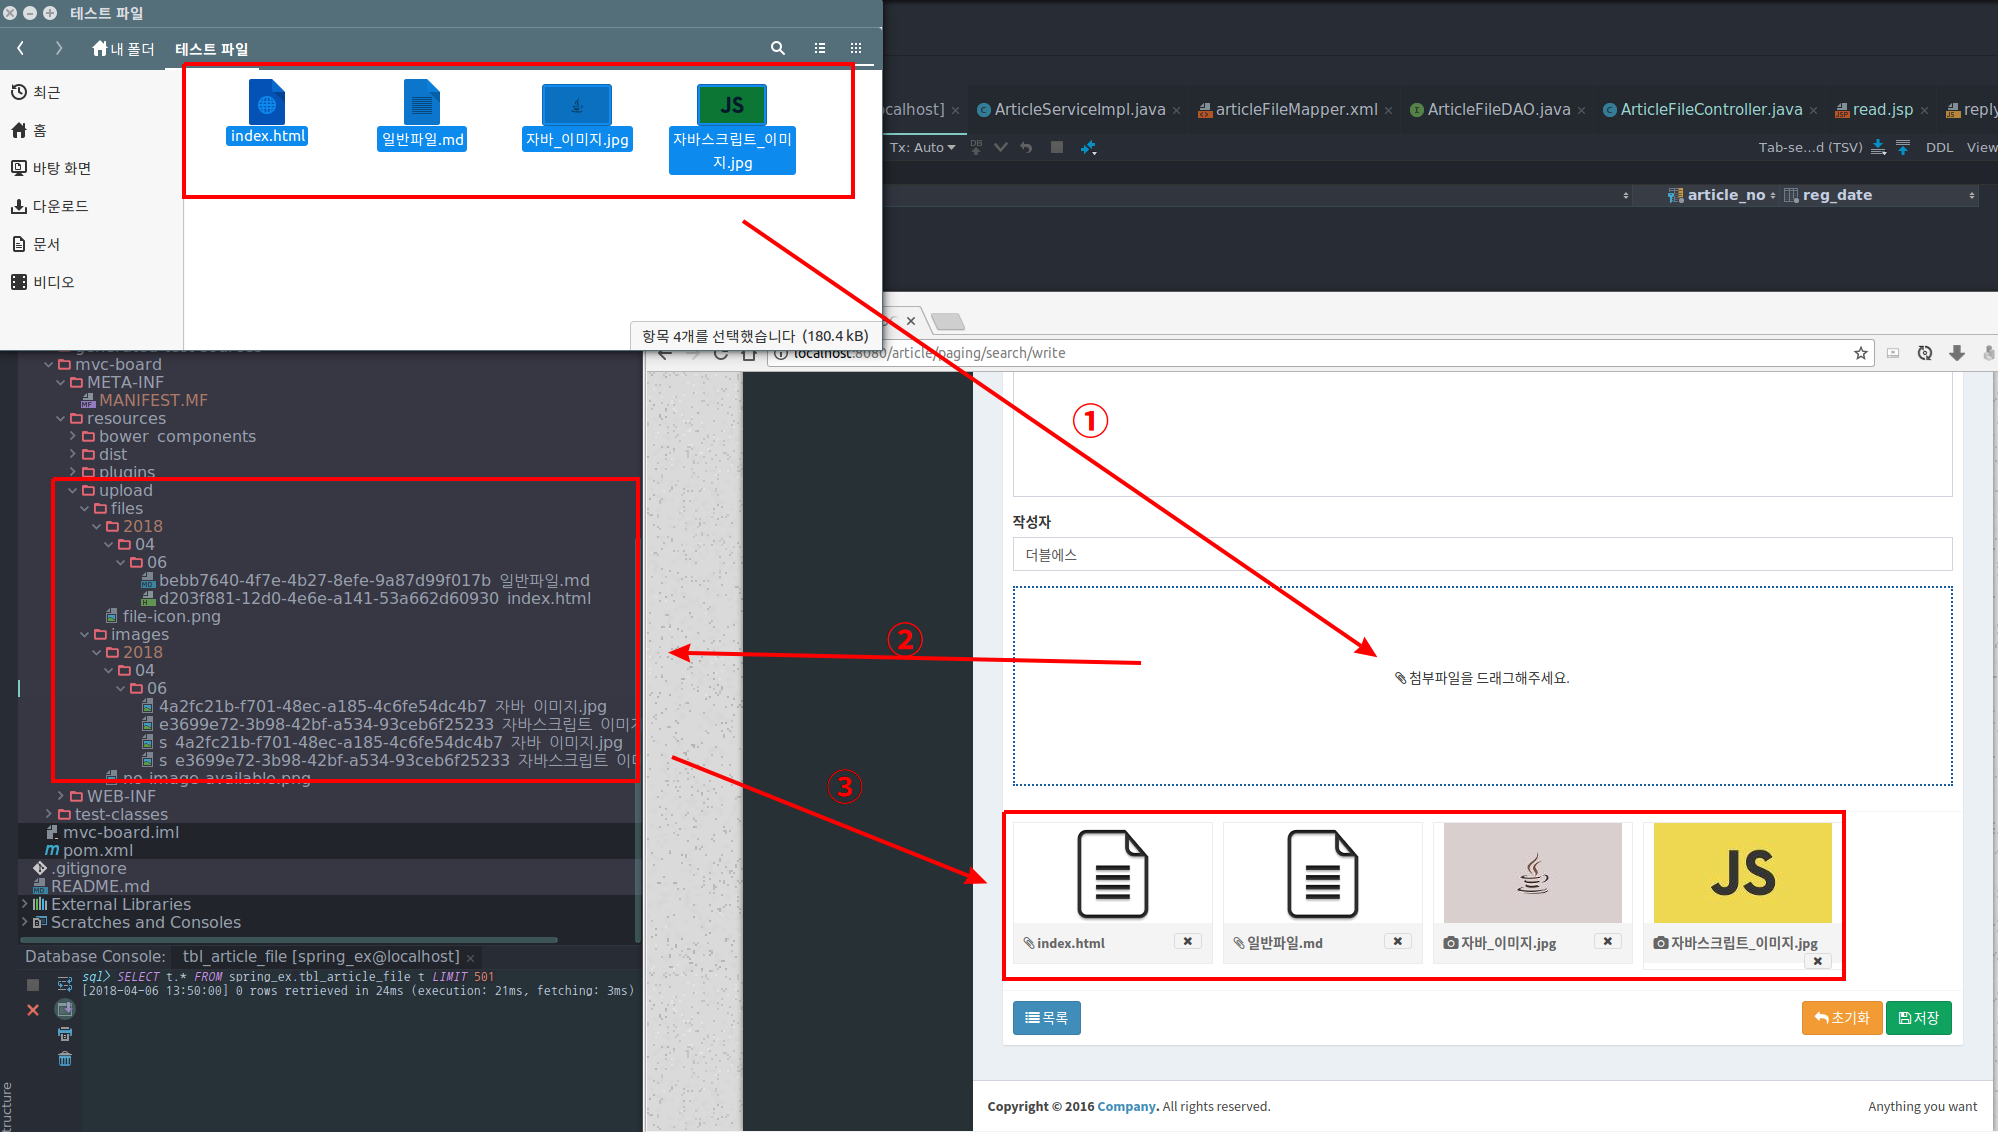 테스트 파일
내 폴더
테스트 파일
최근
홈
바탕 화면
다운로드
문서
비디오
index.html
일반파일.md
자바_이미지.jpg
JS
자바스크립트_이미
지.jpg
항목 4개를 선택했습니다 (180.4 kB)
calhost]
ArticleServiceImpl.java
articleFileMapper.xml
ArticleFileDAO.java
ArticleFileController.java
read.jsp
reply
Tx: Auto
DB
Tab-se...d (TSV)
DDL
View
article_no
reg_date
localhost:8080/article/paging/search/write
mvc-board
META-INF
MANIFEST.MF
resources
bower_components
dist
plugins
upload
files
2018
04
06
bebb7640-4f7e-4b27-8efe-9a87d99f017b_일반파일.md
d203f881-12d0-4e6e-a141-53a662d60930_index.html
file-icon.png
images
2018
04
06
4a2fc21b-f701-48ec-a185-4c6fe54dc4b7_자바_이미지.jpg
e3699e72-3b98-42bf-a534-93ceb6f25233_자바스크립트_이미지
s_4a2fc21b-f701-48ec-a185-4c6fe54dc4b7_자바_이미지.jpg
s_e3699e72-3b98-42bf-a534-93ceb6f25233_자바스크립트_이미
no-image-available.png
WEB-INF
test-classes
mvc-board.iml
pom.xml
.gitignore
README.md
External Libraries
Scratches and Consoles
Database Console:
tbl_article_file [spring_ex@localhost]
sql> SELECT t.* FROM spring_ex.tbl_article_file t LIMIT 501
[2018-04-06 13:50:00] 0 rows retrieved in 24ms (execution: 21ms, fetching: 3ms)
tructure
①
②
③
작성자
더블에스
첨부파일을 드래그해주세요.
JS
index.html
일반파일.md
자바_이미지.jpg
자바스크립트_이미지.jpg
목록
초기화
저장
Copyright © 2016 Company. All rights reserved.
Anything you want